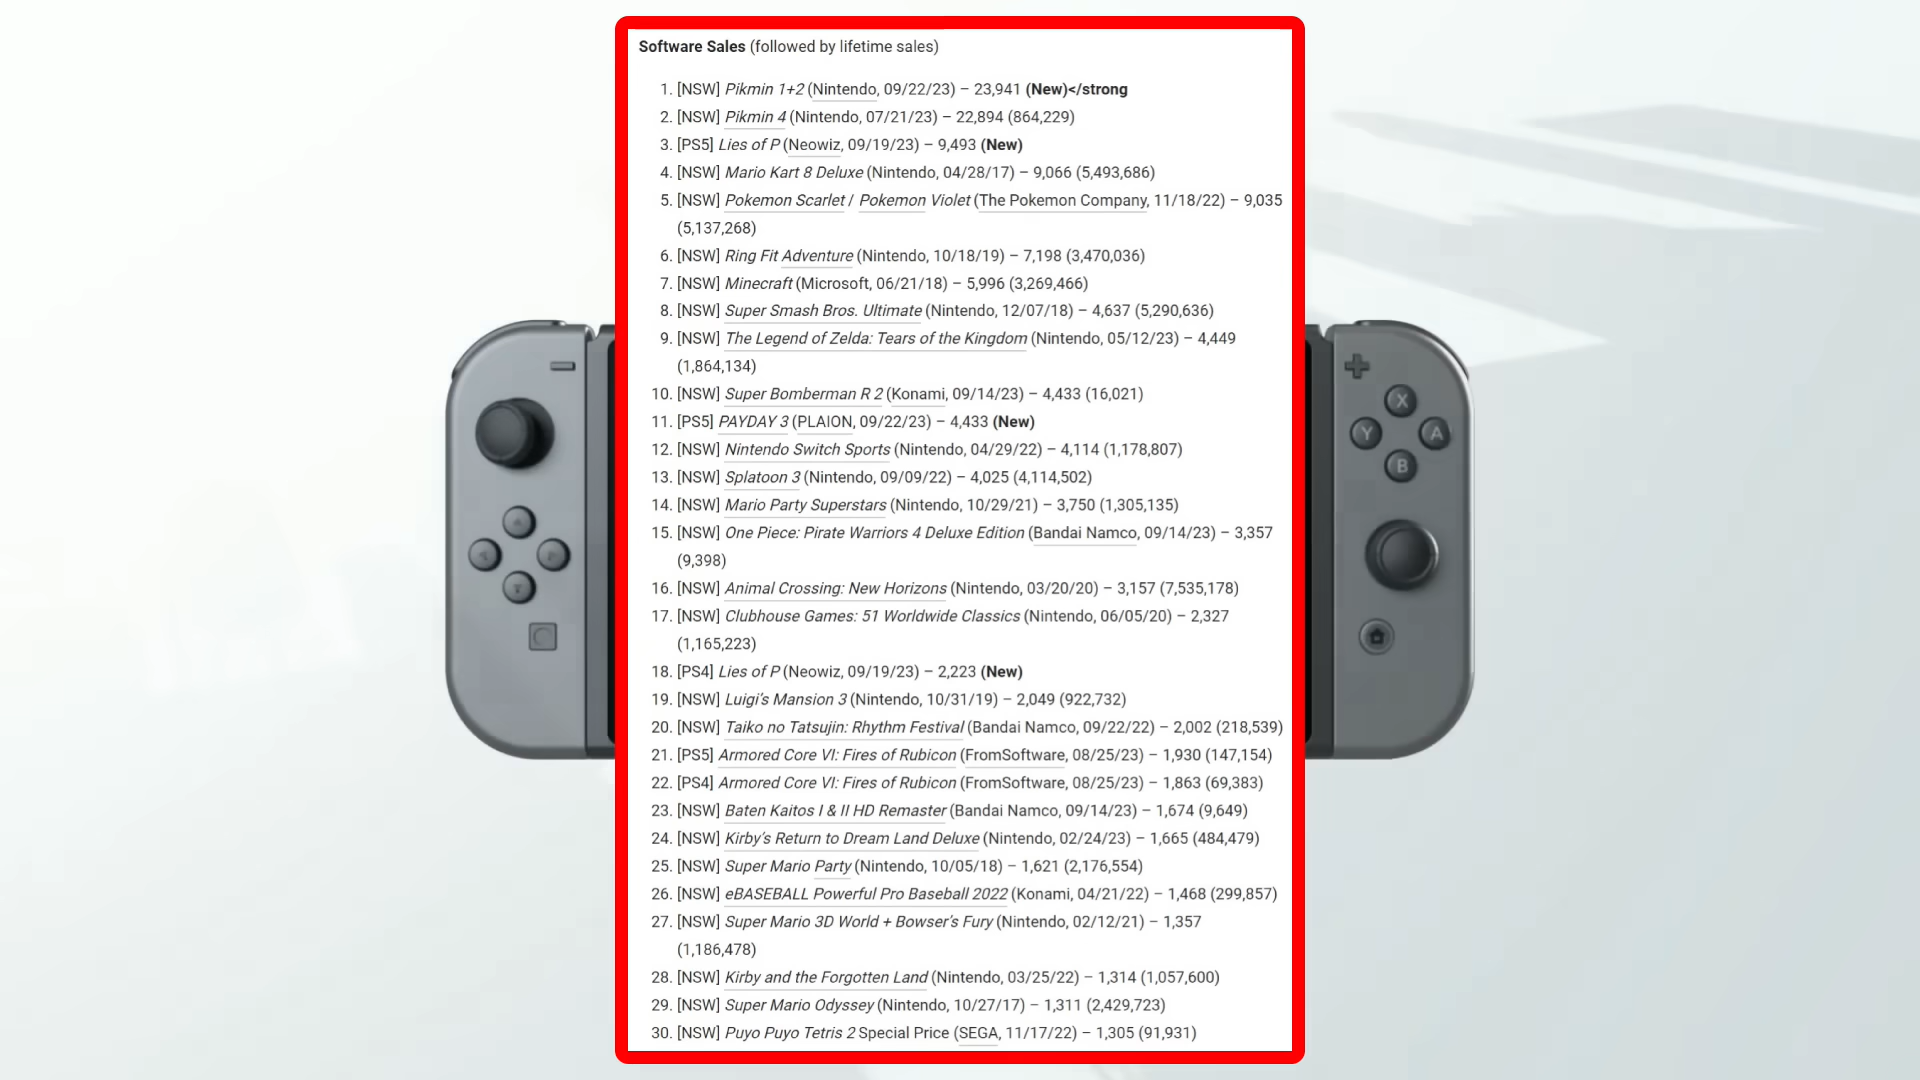 Software Sales (followed by lifetime sales)
1. [NSW] Pikmin 1+2 (Nintendo, 09/22/23) – 23,941 (New)</strong
2. [NSW] Pikmin 4 (Nintendo, 07/21/23) – 22,894 (864,229)
3. [PS5] Lies of P (Neowiz, 09/19/23) – 9,493 (New)
4. [NSW] Mario Kart 8 Deluxe (Nintendo, 04/28/17) – 9,066 (5,493,686)
5. [NSW] Pokemon Scarlet / Pokemon Violet (The Pokemon Company, 11/18/22) – 9,035
(5,137,268)
6. [NSW] Ring Fit Adventure (Nintendo, 10/18/19) – 7,198 (3,470,036)
7. [NSW] Minecraft (Microsoft, 06/21/18) – 5,996 (3,269,466)
8. [NSW] Super Smash Bros. Ultimate (Nintendo, 12/07/18) – 4,637 (5,290,636)
9. [NSW] The Legend of Zelda: Tears of the Kingdom (Nintendo, 05/12/23) – 4,449
(1,864,134)
10. [NSW] Super Bomberman R 2 (Konami, 09/14/23) – 4,433 (16,021)
11. [PS5] PAYDAY 3 (PLAION, 09/22/23) – 4,433 (New)
12. [NSW] Nintendo Switch Sports (Nintendo, 04/29/22) – 4,114 (1,178,807)
13. [NSW] Splatoon 3 (Nintendo, 09/09/22) – 4,025 (4,114,502)
14. [NSW] Mario Party Superstars (Nintendo, 10/29/21) – 3,750 (1,305,135)
15. [NSW] One Piece: Pirate Warriors 4 Deluxe Edition (Bandai Namco, 09/14/23) – 3,357
(9,398)
16. [NSW] Animal Crossing: New Horizons (Nintendo, 03/20/20) – 3,157 (7,535,178)
17. [NSW] Clubhouse Games: 51 Worldwide Classics (Nintendo, 06/05/20) – 2,327
(1,165,223)
18. [PS4] Lies of P (Neowiz, 09/19/23) – 2,223 (New)
19. [NSW] Luigi's Mansion 3 (Nintendo, 10/31/19) – 2,049 (922,732)
20. [NSW] Taiko no Tatsujin: Rhythm Festival (Bandai Namco, 09/22/22) – 2,002 (218,539)
21. [PS5] Armored Core VI: Fires of Rubicon (FromSoftware, 08/25/23) – 1,930 (147,154)
22. [PS4] Armored Core VI: Fires of Rubicon (FromSoftware, 08/25/23) – 1,863 (69,383)
23. [NSW] Baten Kaitos I & II HD Remaster (Bandai Namco, 09/14/23) – 1,674 (9,649)
24. [NSW] Kirby's Return to Dream Land Deluxe (Nintendo, 02/24/23) – 1,665 (484,479)
25. [NSW] Super Mario Party (Nintendo, 10/05/18) – 1,621 (2,176,554)
26. [NSW] eBASEBALL Powerful Pro Baseball 2022 (Konami, 04/21/22) – 1,468 (299,857)
27. [NSW] Super Mario 3D World + Bowser's Fury (Nintendo, 02/12/21) – 1,357
(1,186,478)
28. [NSW] Kirby and the Forgotten Land (Nintendo, 03/25/22) – 1,314 (1,057,600)
29. [NSW] Super Mario Odyssey (Nintendo, 10/27/17) – 1,311 (2,429,723)
30. [NSW] Puyo Puyo Tetris 2 Special Price (SEGA, 11/17/22) – 1,305 (91,931)
X
Y A
B